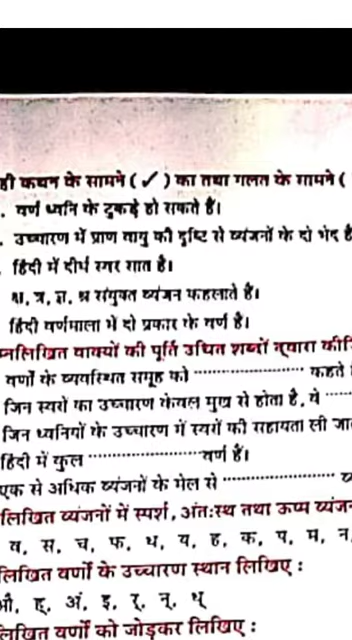 ही कथन के सामने ( ✓ ) का तथा गलत के सामने (
. वर्ण ध्वनि के टुकड़े हो सकते हैं।
. उच्चारण में प्राण वायु की दृष्टि से व्यंजनों के दो भेद है
. हिंदी में दीर्घ स्वर सात है।
क्ष, त्र, ज्ञ, श्र संयुक्त व्यंजन कहलाते हैं।
हिंदी वर्णमाला में दो प्रकार के वर्ण हैं।
म्नलिखित वाक्यों की पूर्ति उचित शब्दों द्वारा कीजि
वर्णों के व्यवस्थित समूह को .................... कहते है
जिन स्वरों का उच्चारण केवल मुख से होता है, वे ......
जिन ध्वनियों के उच्चारण में स्वरों की सहायता ली जा
हिंदी में कुल .................... वर्ण हैं।
एक से अधिक व्यंजनों के मेल से ....................
लिखित व्यंजनों में स्पर्श, अंतःस्थ तथा ऊष्म व्यंजन
व, स, च, फ, ध, य, ह, क, प, म, न,
लिखित वर्णों के उच्चारण स्थान लिखिए :
औ, ह्, अं, इ, र्, न्, ध्
लिखित वर्णों को जोड़कर लिखिए :